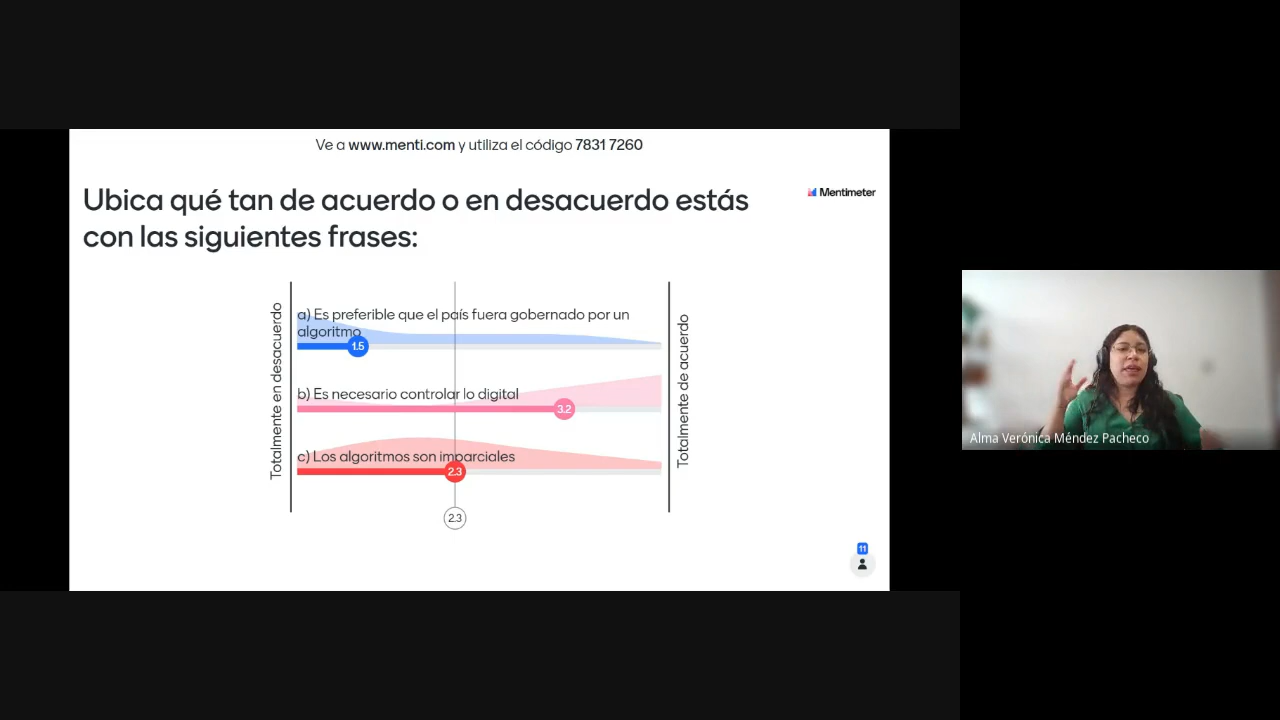 Ve a www.menti.com y utiliza el código 7831 7260
Ubica qué tan de acuerdo o en desacuerdo estás
con las siguientes frases:
Mentimeter
Totalmente en desacuerdo
a) Es preferible que el país fuera gobernado por un
algoritmo
1.5
b) Es necesario controlar lo digital
3.2
c) Los algoritmos son imparciales
2.3
2.3
Totalmente de acuerdo
11
Alma Verónica Méndez Pacheco